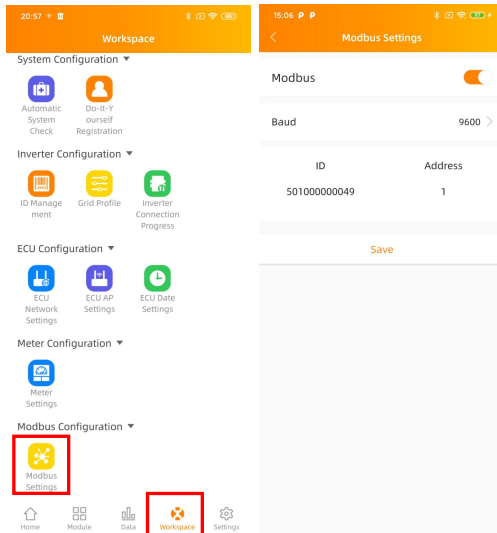 20:57
88
Workspace
System Configuration ▼
Automatic
System
Check
Do-It-Y
ourself
Registration
Inverter Configuration ▼
ID Manage
ment
Grid Profile
Inverter
Connection
Progress
ECU Configuration ▼
ECU
Network
Settings
ECU AP
Settings
ECU Date
Settings
Meter Configuration ▼
Meter
Settings
Modbus Configuration ▼
Modbus
Settings
Home
Module
Data
Workspace
Settings
15:06 P P
Modbus Settings
Modbus
Baud 9600
ID Address
501000000049 1
Save